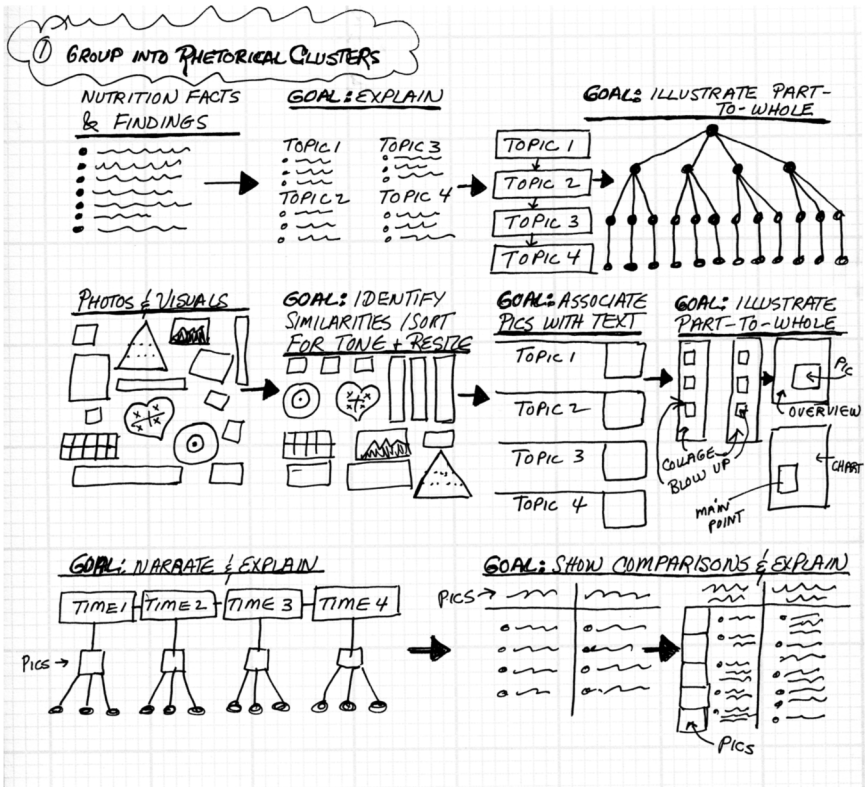 1 GROUP INTO RHETORICAL CLUSTERS
NUTRITION FACTS
& FINDINGS
GOAL: EXPLAIN
TOPIC 1
TOPIC 3
TOPIC 2
TOPIC 4
TOPIC 1
TOPIC 2
TOPIC 3
TOPIC 4
GOAL: ILLUSTRATE PART-
TO-WHOLE
PHOTOS & VISUALS
GOAL: IDENTIFY
SIMILARITIES / SORT
FOR TONE + RESIZE
GOAL: ASSOCIATE
PICS WITH TEXT
TOPIC 1
TOPIC 2
TOPIC 3
TOPIC 4
GOAL: ILLUSTRATE
PART-TO-WHOLE
PIC
OVERVIEW
COLLAGE
BLOW UP
CHART
MAIN
POINT
GOAL: NARRATE & EXPLAIN
TIME 1
TIME 2
TIME 3
TIME 4
PICS
GOAL: SHOW COMPARISONS & EXPLAIN
PICS
PICS